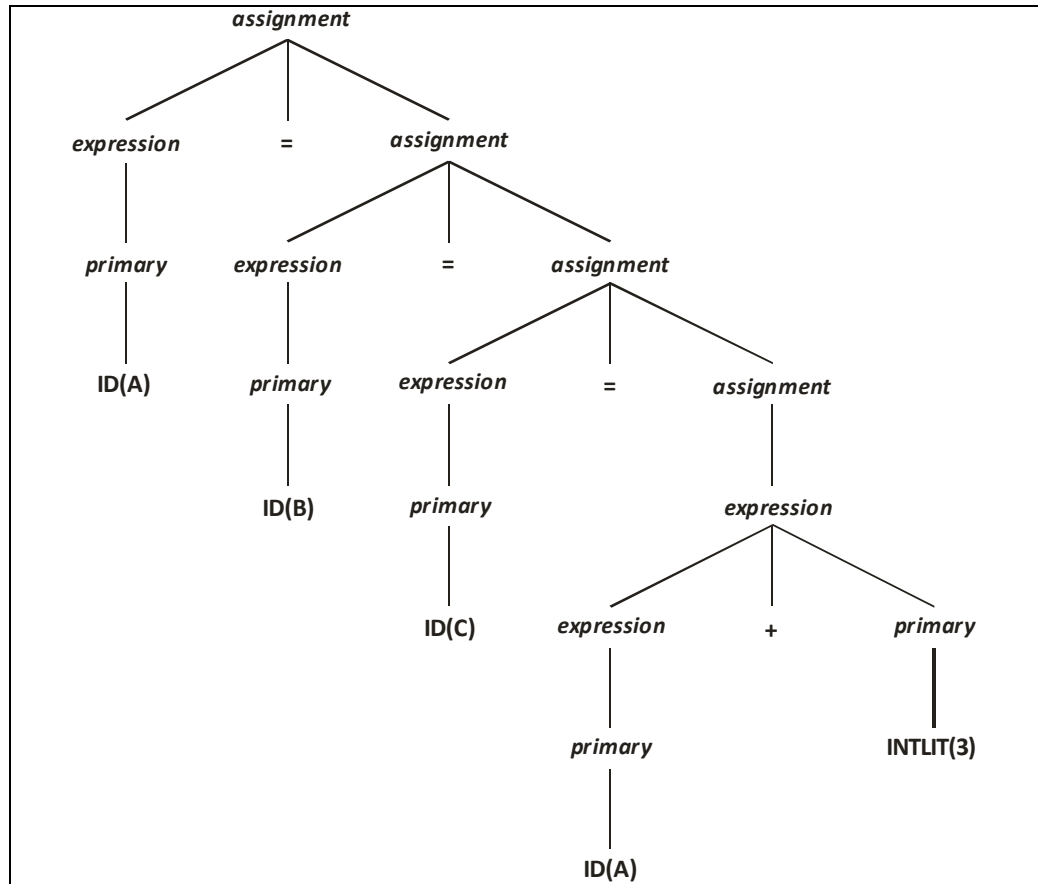 assignment
expression = assignment
primary expression = assignment
ID(A) primary expression = assignment
ID(B) primary expression
ID(C) expression + primary
primary INTLIT(3)
ID(A)